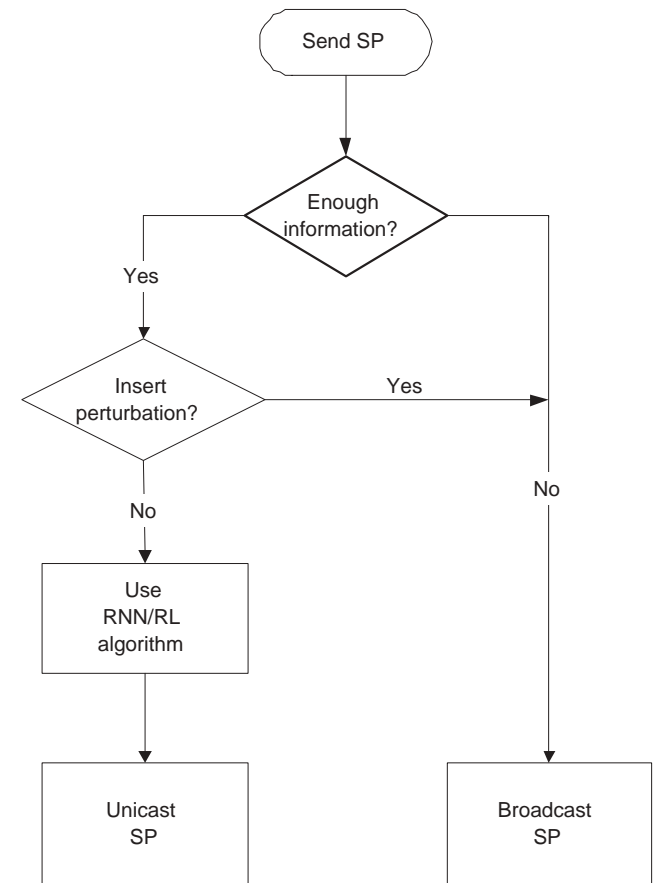 Send SP
Enough
information?
Yes
Insert
perturbation?
Yes
No
No
Use
RNN/RL
algorithm
Unicast
SP
Broadcast
SP